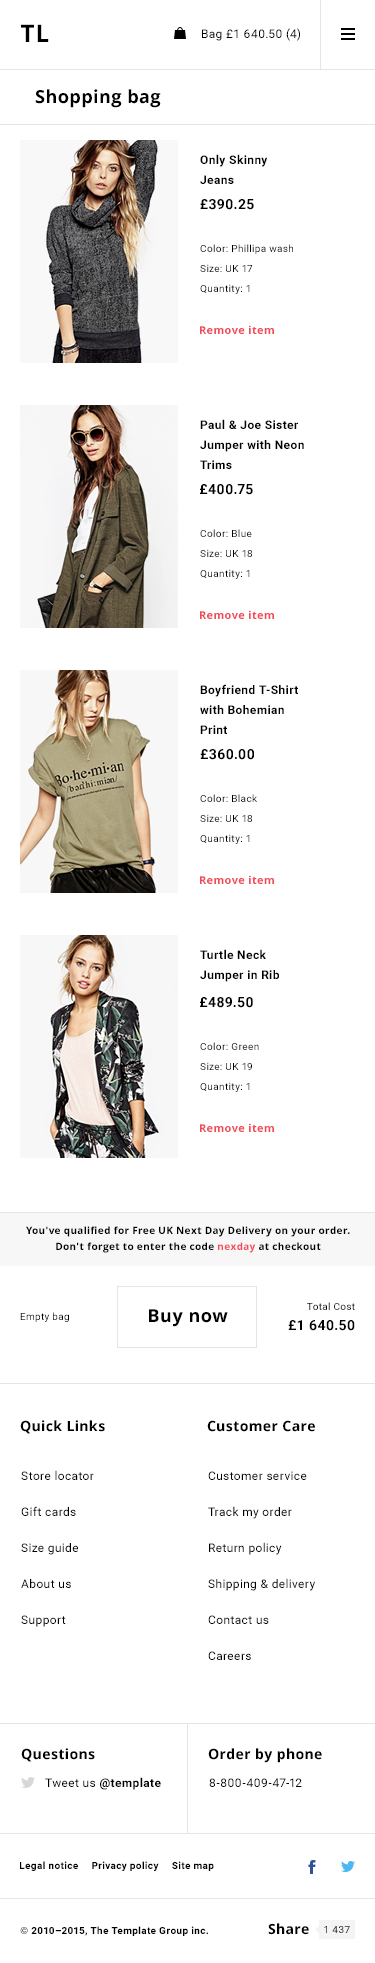 TL
Bag £1 640.50 (4)
Shopping bag
Only Skinny
Jeans
£390.25
Color: Phillipa wash
Size: UK 17
Quantity: 1
Remove item
Paul & Joe Sister
Jumper with Neon
Trims
£400.75
Color: Blue
Size: UK 18
Quantity: 1
Remove item
Bo·he·mi·an
Boyfriend T-Shirt
with Bohemian
Print
£360.00
Color: Black
Size: UK 18
Quantity: 1
Remove item
Turtle Neck
Jumper in Rib
£489.50
Color: Green
Size: UK 19
Quantity: 1
Remove item
You've qualified for Free UK Next Day Delivery on your order.
Don't forget to enter the code nexday at checkout
Empty bag
Buy now
Total Cost
£1 640.50
Quick Links
Store locator
Gift cards
Size guide
About us
Support
Customer Care
Customer service
Track my order
Return policy
Shipping & delivery
Contact us
Careers
Questions
Tweet us @template
Order by phone
8-800-409-47-12
Legal notice Privacy policy Site map
© 2010–2015, The Template Group inc.
Share 1 437